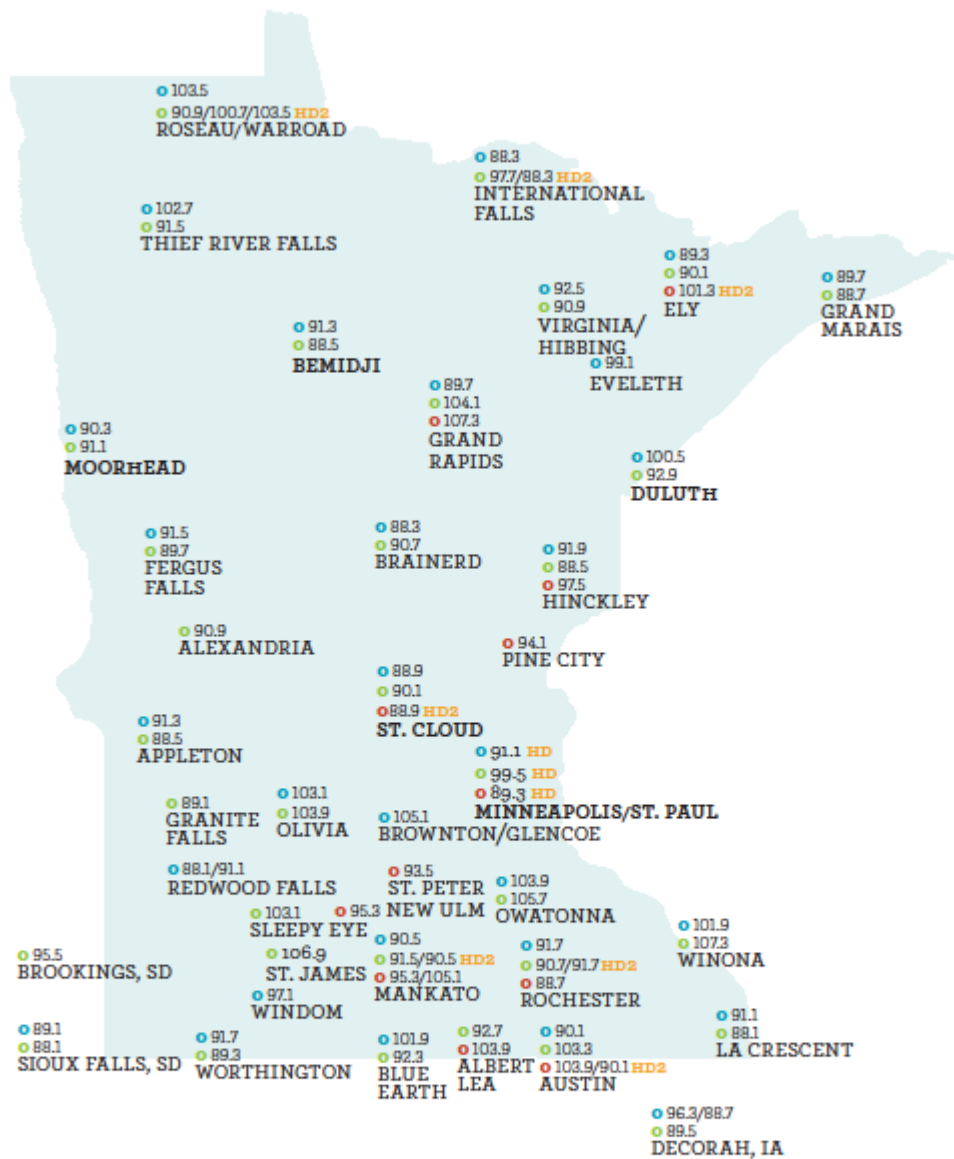 103.5
90.9/100.7/103.5 HD2
ROSEAU/WARROAD
88.3
97.7/88.3 HD2
INTERNATIONAL
FALLS
102.7
91.5
THIEF RIVER FALLS
89.3
90.1
101.3 HD2
ELY
89.7
88.7
GRAND
MARAIS
92.5
90.9
VIRGINIA/
HIBBING
99.1
EVELETH
91.3
88.5
BEMIDJI
89.7
104.1
107.3
GRAND
RAPIDS
90.3
91.1
MOORHEAD
100.5
92.9
DULUTH
91.5
89.7
FERGUS
FALLS
88.3
90.7
BRAINERD
91.9
88.5
97.5
HINCKLEY
90.9
ALEXANDRIA
94.1
PINE CITY
88.9
90.1
88.9 HD2
ST. CLOUD
91.3
88.5
APPLETON
91.1 HD
99.5 HD
89.3 HD
MINNEAPOLIS/ST. PAUL
89.1
GRANITE
FALLS
103.1
103.9
OLIVIA
105.1
BROWNTON/GLENCOE
88.1/91.1
REDWOOD FALLS
93.5
ST. PETER
95.3 NEW ULM
103.9
105.7
OWATONNA
103.1
SLEEPY EYE
101.9
107.3
WINONA
95.5
BROOKINGS, SD
106.9
ST. JAMES
90.5
91.5/90.5 HD2
95.3/105.1
MANKATO
91.7
90.7/91.7 HD2
88.7
ROCHESTER
97.1
WINDOM
91.1
88.1
LA CRESCENT
89.1
88.1
SIOUX FALLS, SD
91.7
89.3
WORTHINGTON
101.9
92.3
BLUE
EARTH
92.7
103.9
ALBERT
LEA
90.1
103.3
103.9/90.1 HD2
AUSTIN
96.3/88.7
89.5
DECORAH, IA